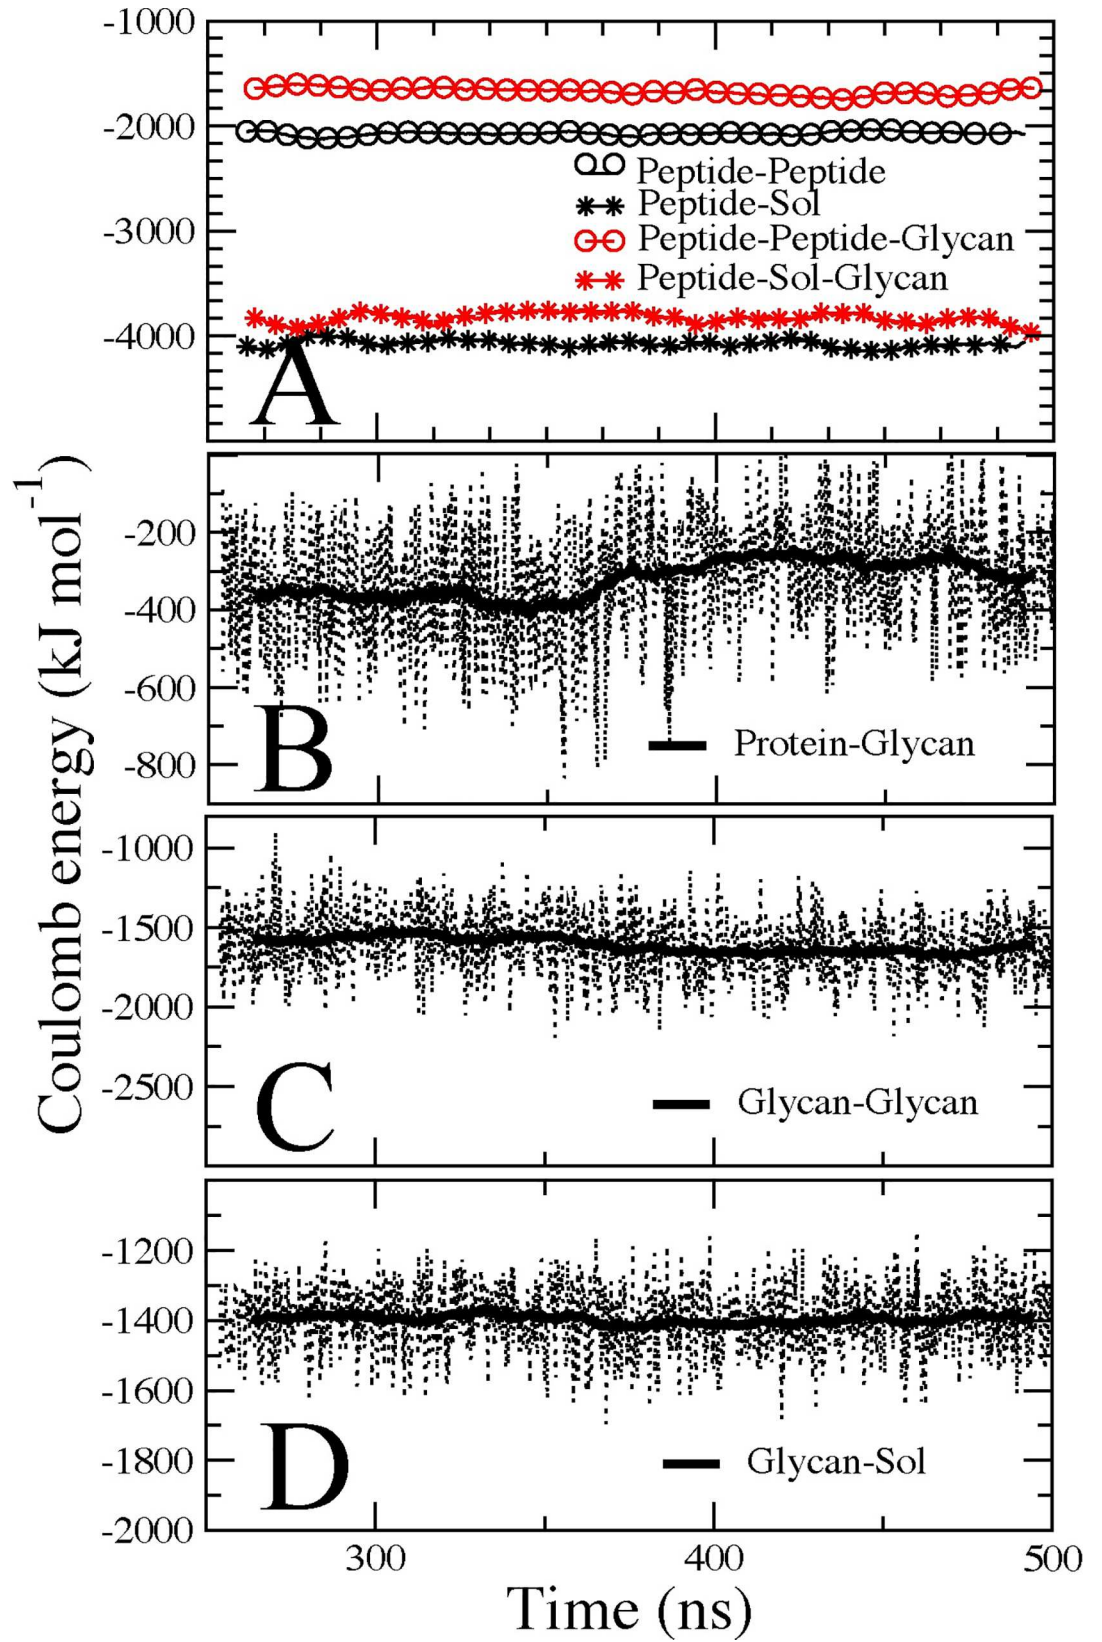 -1000
-2000
-3000
-4000
Peptide-Peptide
Peptide-Sol
Peptide-Peptide-Glycan
Peptide-Sol-Glycan
A
-200
-400
-600
-800
B
Protein-Glycan
-1000
-1500
-2000
-2500
C
Glycan-Glycan
-1200
-1400
-1600
-1800
-2000
D
Glycan-Sol
300
400
500
Time (ns)
Coulomb energy (kJ mol⁻¹)